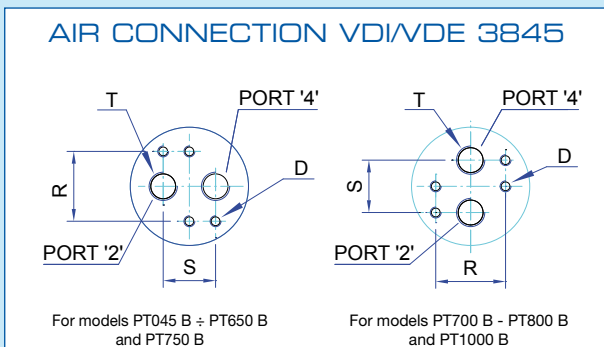 AIR CONNECTION VDI/VDE 3845
T
PORT '4'
D
R
PORT '2'
S
For models PT045 B ÷ PT650 B
and PT750 B
T
PORT '4'
D
S
PORT '2'
R
For models PT700 B - PT800 B
and PT1000 B